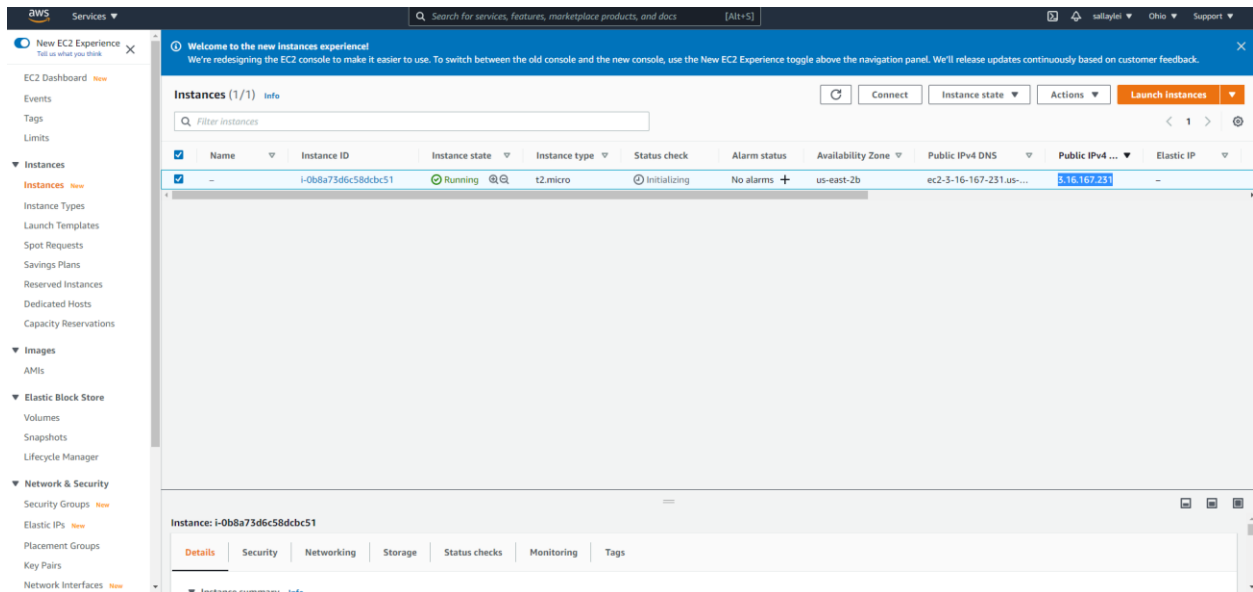 aws
Services ▼
Search for services, features, marketplace products, and docs [Alt+S]
sallaylei ▼ Ohio ▼ Support ▼
New EC2 Experience
Tell us what you think
EC2 Dashboard New
Events
Tags
Limits
▼ Instances
Instances New
Instance Types
Launch Templates
Spot Requests
Savings Plans
Reserved Instances
Dedicated Hosts
Capacity Reservations
▼ Images
AMIs
▼ Elastic Block Store
Volumes
Snapshots
Lifecycle Manager
▼ Network & Security
Security Groups New
Elastic IPs New
Placement Groups
Key Pairs
Network Interfaces New
Welcome to the new instances experience!
We're redesigning the EC2 console to make it easier to use. To switch between the old console and the new console, use the New EC2 Experience toggle above the navigation panel. We'll release updates continuously based on customer feedback.
Instances (1/1) Info
Connect Instance state ▼ Actions ▼ Launch instances ▼
Filter instances
< 1 >
Name Instance ID Instance state Instance type Status check Alarm status Availability Zone Public IPv4 DNS Public IPv4 ... ▼ Elastic IP
– i-0b8a73d6c58dcbc51 Running t2.micro Initializing No alarms + us-east-2b ec2-3-16-167-231.us-... 3.16.167.231 –
Instance: i-0b8a73d6c58dcbc51
Details Security Networking Storage Status checks Monitoring Tags
▼ Instance summary Info